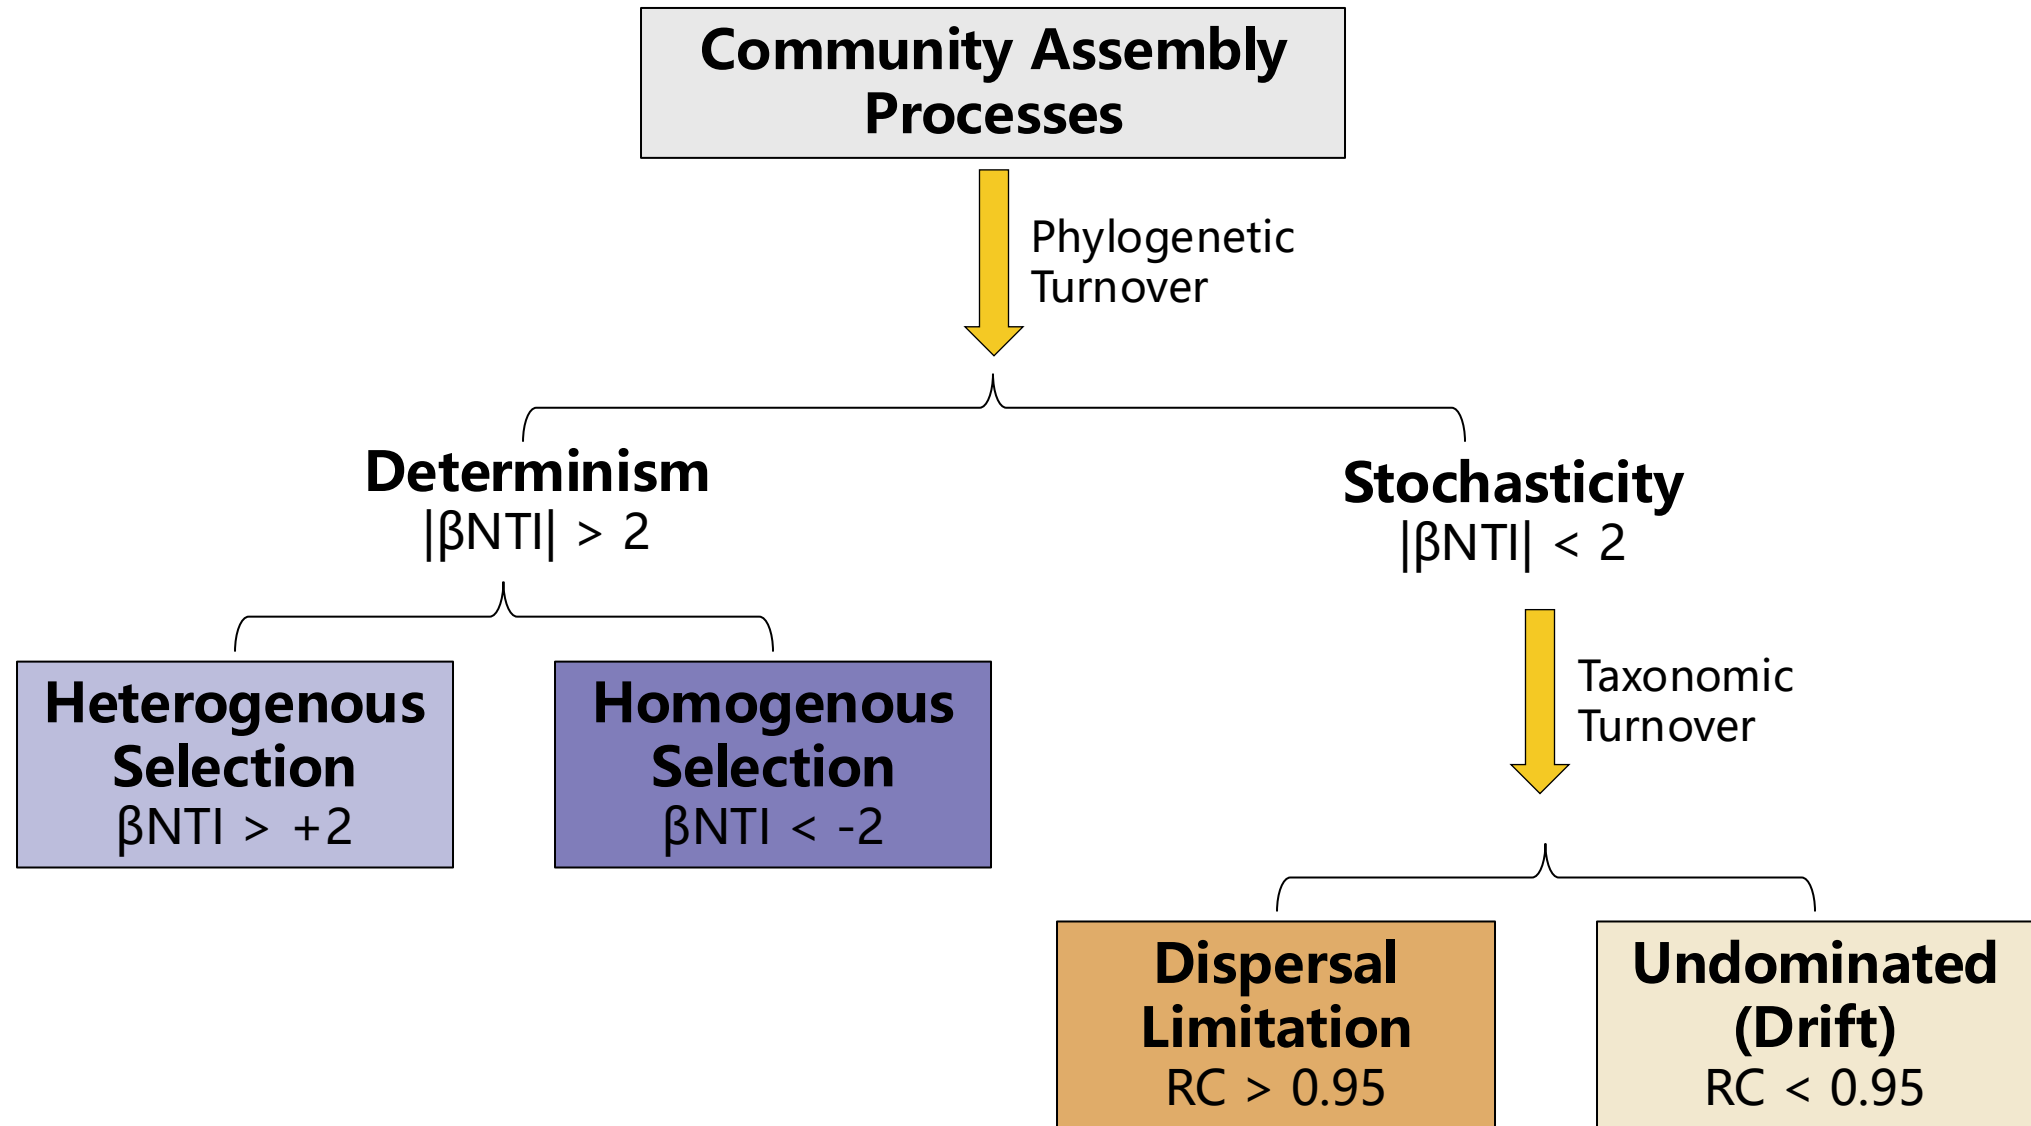 Community Assembly
Processes
Phylogenetic
Turnover
Determinism
|βNTI| > 2
Stochasticity
|βNTI| < 2
Heterogenous
Selection
βNTI > +2
Homogenous
Selection
βNTI < -2
Taxonomic
Turnover
Dispersal
Limitation
RC > 0.95
Undominated
(Drift)
RC < 0.95